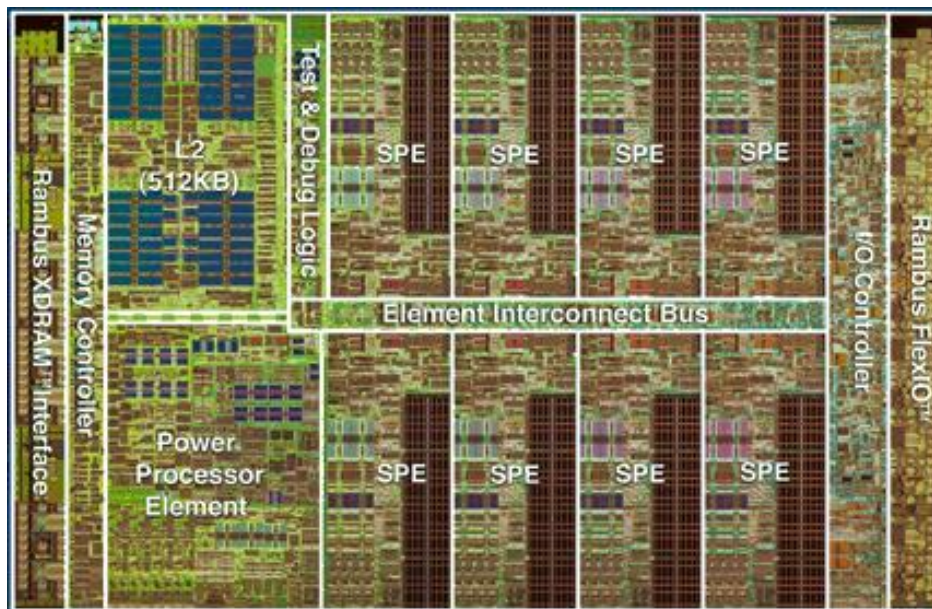 Rambus XDRAM™ Interface
Memory Controller
L2
(512KB)
Test & Debug Logic
SPE
SPE
SPE
SPE
I/O Controller
Rambus FlexIO™
Element Interconnect Bus
Power
Processor
Element
SPE
SPE
SPE
SPE